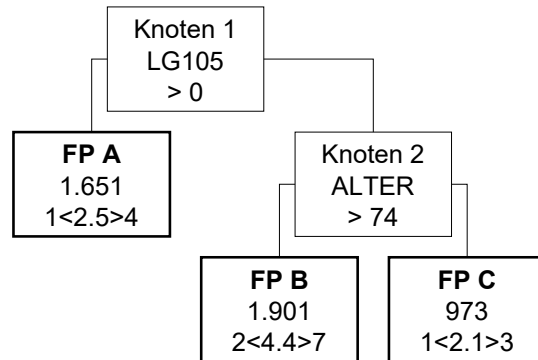 Knoten 1
LG105
> 0
FP A
1.651
1<2.5>4
Knoten 2
ALTER
> 74
FP B
1.901
2<4.4>7
FP C
973
1<2.1>3